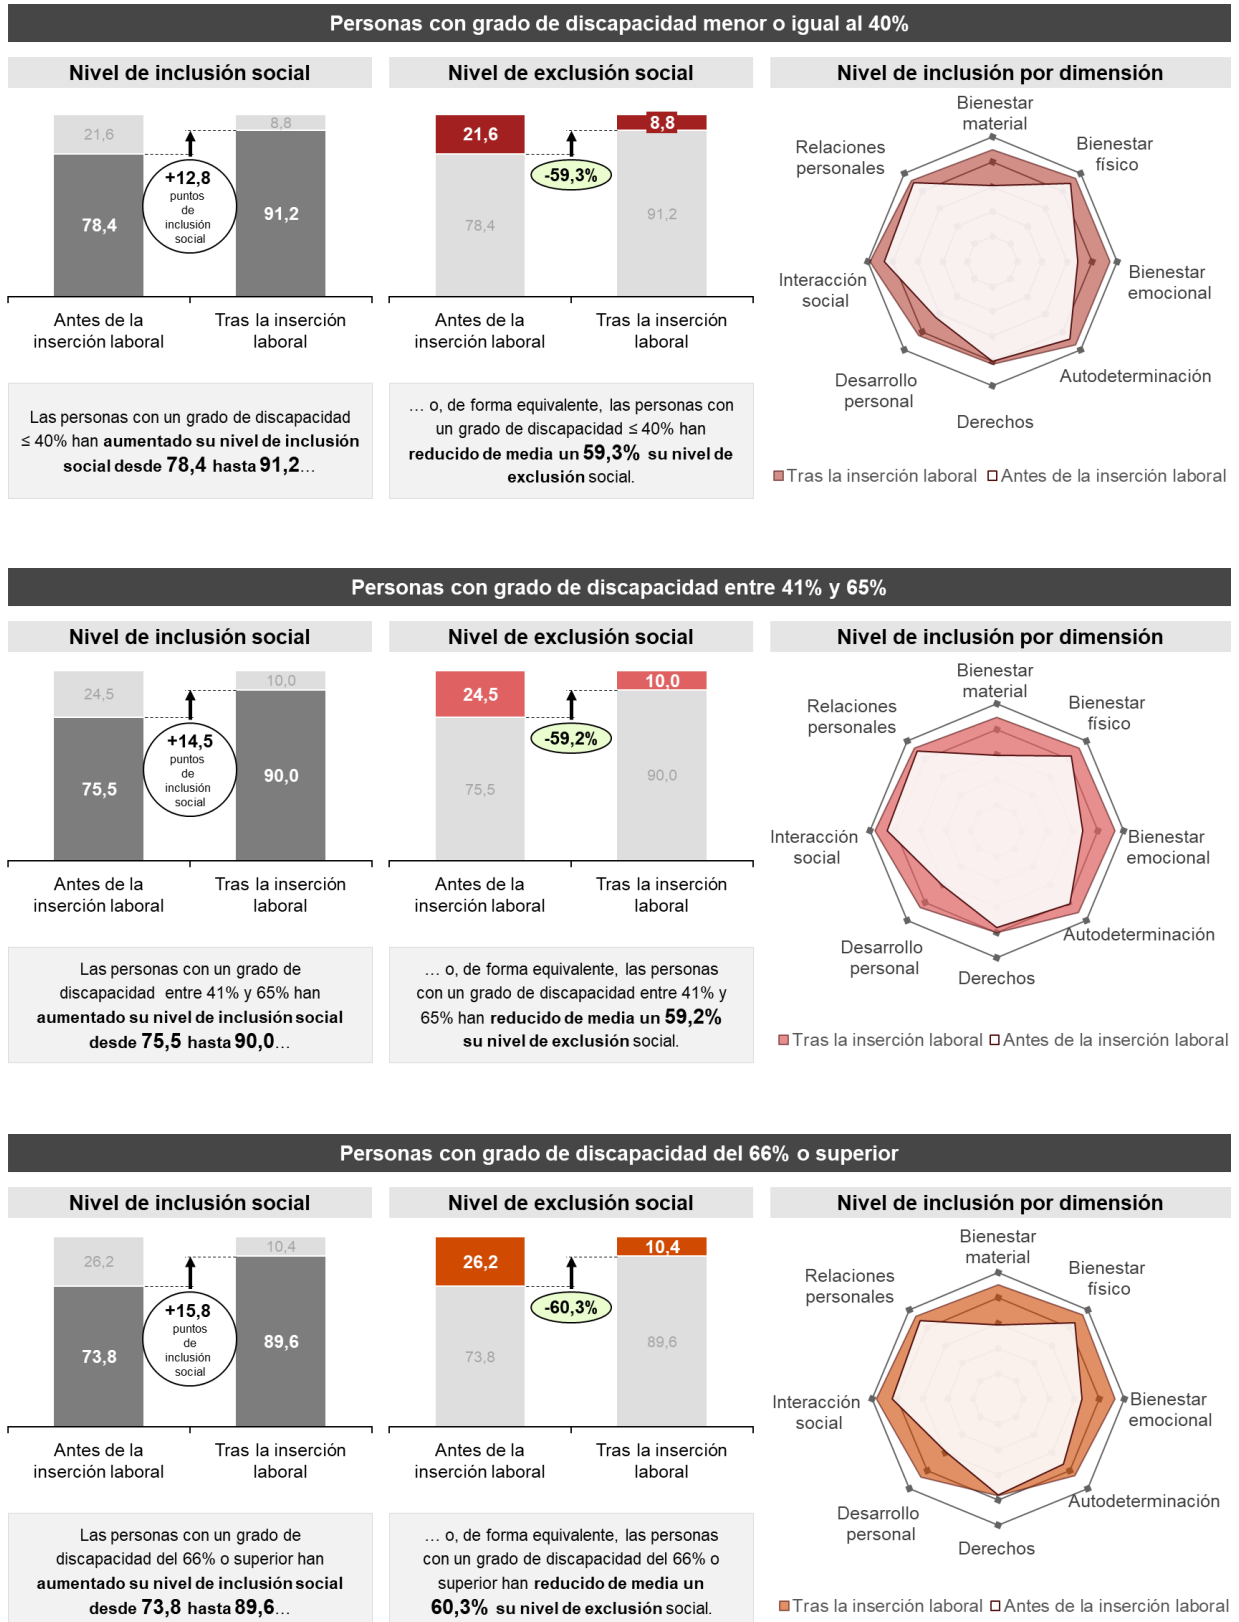 Personas con grado de discapacidad menor o igual al 40%
Nivel de inclusión social
21,6
8,8
+12,8
puntos
de
inclusión
social
78,4
91,2
Antes de la
inserción laboral
Tras la inserción
laboral
Las personas con un grado de discapacidad
≤ 40% han aumentado su nivel de inclusión
social desde 78,4 hasta 91,2…
Nivel de exclusión social
21,6
8,8
-59,3%
78,4
91,2
Antes de la
inserción laboral
Tras la inserción
laboral
… o, de forma equivalente, las personas con
un grado de discapacidad ≤ 40% han
reducido de media un 59,3% su nivel de
exclusión social.
Nivel de inclusión por dimensión
Bienestar
material
Bienestar
físico
Bienestar
emocional
Autodeterminación
Derechos
Desarrollo
personal
Interacción
social
Relaciones
personales
Tras la inserción laboral
Antes de la inserción laboral
Personas con grado de discapacidad entre 41% y 65%
Nivel de inclusión social
24,5
10,0
+14,5
puntos
de
inclusión
social
75,5
90,0
Antes de la
inserción laboral
Tras la inserción
laboral
Las personas con un grado de
discapacidad entre 41% y 65% han
aumentado su nivel de inclusión social
desde 75,5 hasta 90,0…
Nivel de exclusión social
24,5
10,0
-59,2%
75,5
90,0
Antes de la
inserción laboral
Tras la inserción
laboral
… o, de forma equivalente, las personas
con un grado de discapacidad entre 41% y
65% han reducido de media un 59,2%
su nivel de exclusión social.
Nivel de inclusión por dimensión
Bienestar
material
Bienestar
físico
Bienestar
emocional
Autodeterminación
Derechos
Desarrollo
personal
Interacción
social
Relaciones
personales
Tras la inserción laboral
Antes de la inserción laboral
Personas con grado de discapacidad del 66% o superior
Nivel de inclusión social
26,2
10,4
+15,8
puntos
de
inclusión
social
73,8
89,6
Antes de la
inserción laboral
Tras la inserción
laboral
Las personas con un grado de
discapacidad del 66% o superior han
aumentado su nivel de inclusión social
desde 73,8 hasta 89,6…
Nivel de exclusión social
26,2
10,4
-60,3%
73,8
89,6
Antes de la
inserción laboral
Tras la inserción
laboral
… o, de forma equivalente, las personas
con un grado de discapacidad del 66% o
superior han reducido de media un
60,3% su nivel de exclusión social.
Nivel de inclusión por dimensión
Bienestar
material
Bienestar
físico
Bienestar
emocional
Autodeterminación
Derechos
Desarrollo
personal
Interacción
social
Relaciones
personales
Tras la inserción laboral
Antes de la inserción laboral